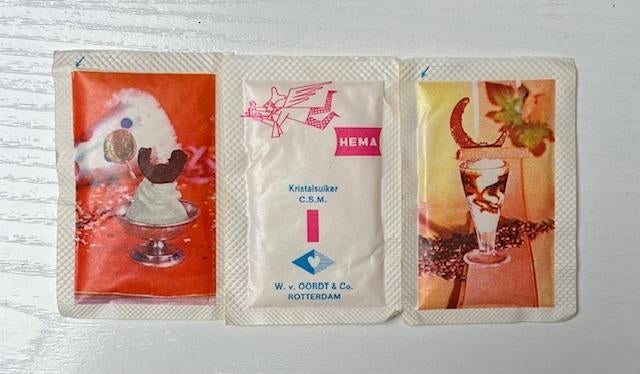 HEMA
Kristalsuiker
C.S.M.
W. v. OORDT & Co.
ROTTERDAM